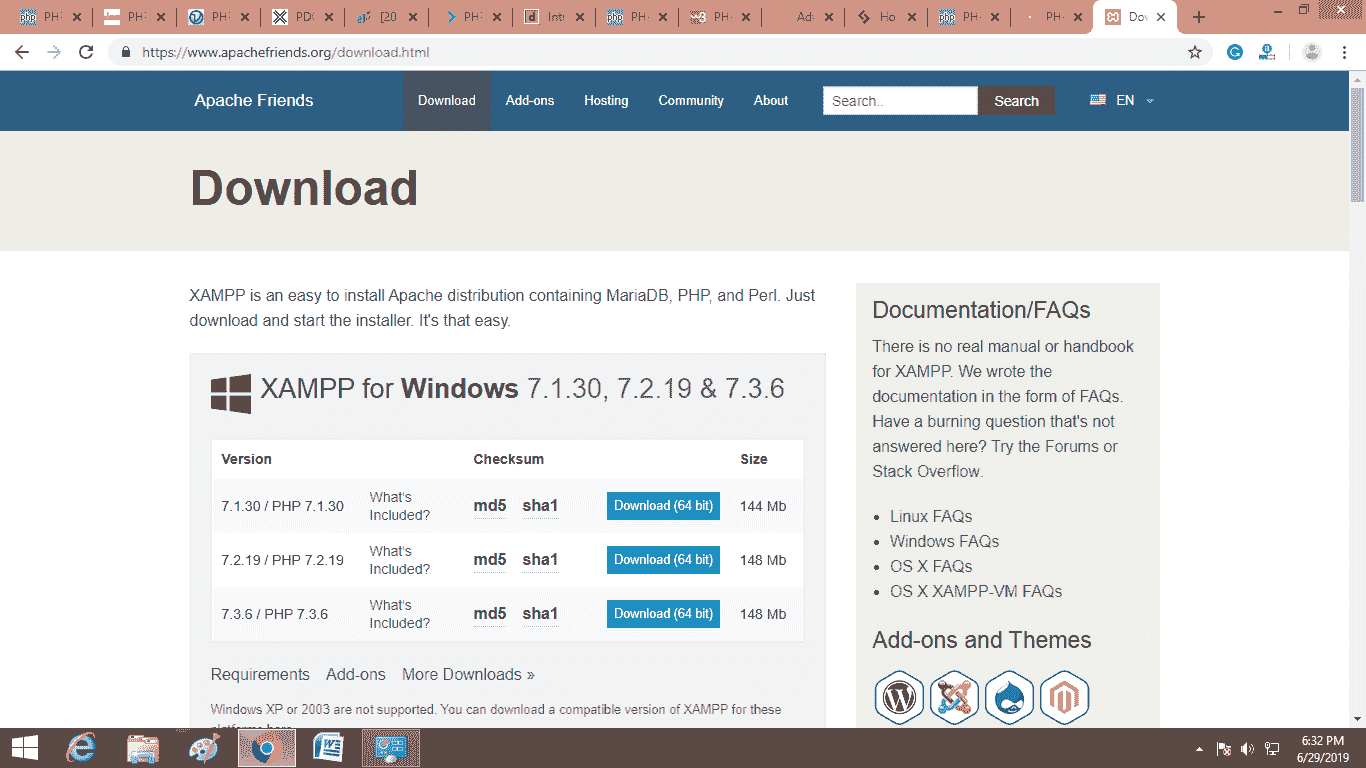 PH
PH
PH
PDO
[20
PH
Int
PH
PH
Ad
Ho
PH
PH
Dov
https://www.apachefriends.org/download.html
Apache Friends
Download
Add-ons
Hosting
Community
About
Search..
Search
EN
Download
XAMPP is an easy to install Apache distribution containing MariaDB, PHP, and Perl. Just
download and start the installer. It's that easy.
XAMPP for Windows 7.1.30, 7.2.19 & 7.3.6
Version Checksum Size
7.1.30 / PHP 7.1.30 What's Included? md5 sha1 Download (64 bit) 144 Mb
7.2.19 / PHP 7.2.19 What's Included? md5 sha1 Download (64 bit) 148 Mb
7.3.6 / PHP 7.3.6 What's Included? md5 sha1 Download (64 bit) 148 Mb
Requirements Add-ons More Downloads »
Windows XP or 2003 are not supported. You can download a compatible version of XAMPP for these
Documentation/FAQs
There is no real manual or handbook
for XAMPP. We wrote the
documentation in the form of FAQs.
Have a burning question that's not
answered here? Try the Forums or
Stack Overflow.
• Linux FAQs
• Windows FAQs
• OS X FAQs
• OS X XAMPP-VM FAQs
Add-ons and Themes
6:32 PM
6/29/2019